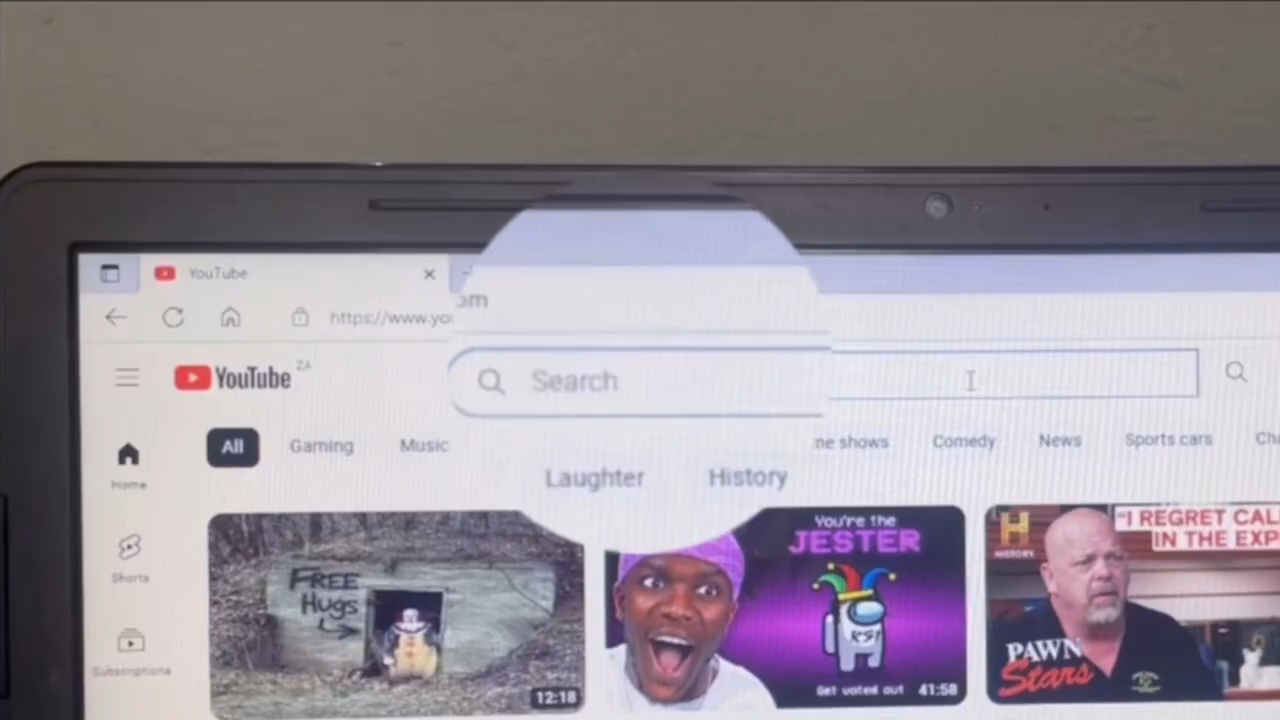 YouTube
https://www.yo
om
YouTube ZA
Search
All Gaming Music me shows Comedy News Sports cars
Laughter History
Home
Shorts
Subscriptions
FREE
Hugs
12:18
You're the
JESTER
KSI
Get voted out 41:58
H
HISTORY
"I REGRET CAL
IN THE EXP
PAWN
Stars